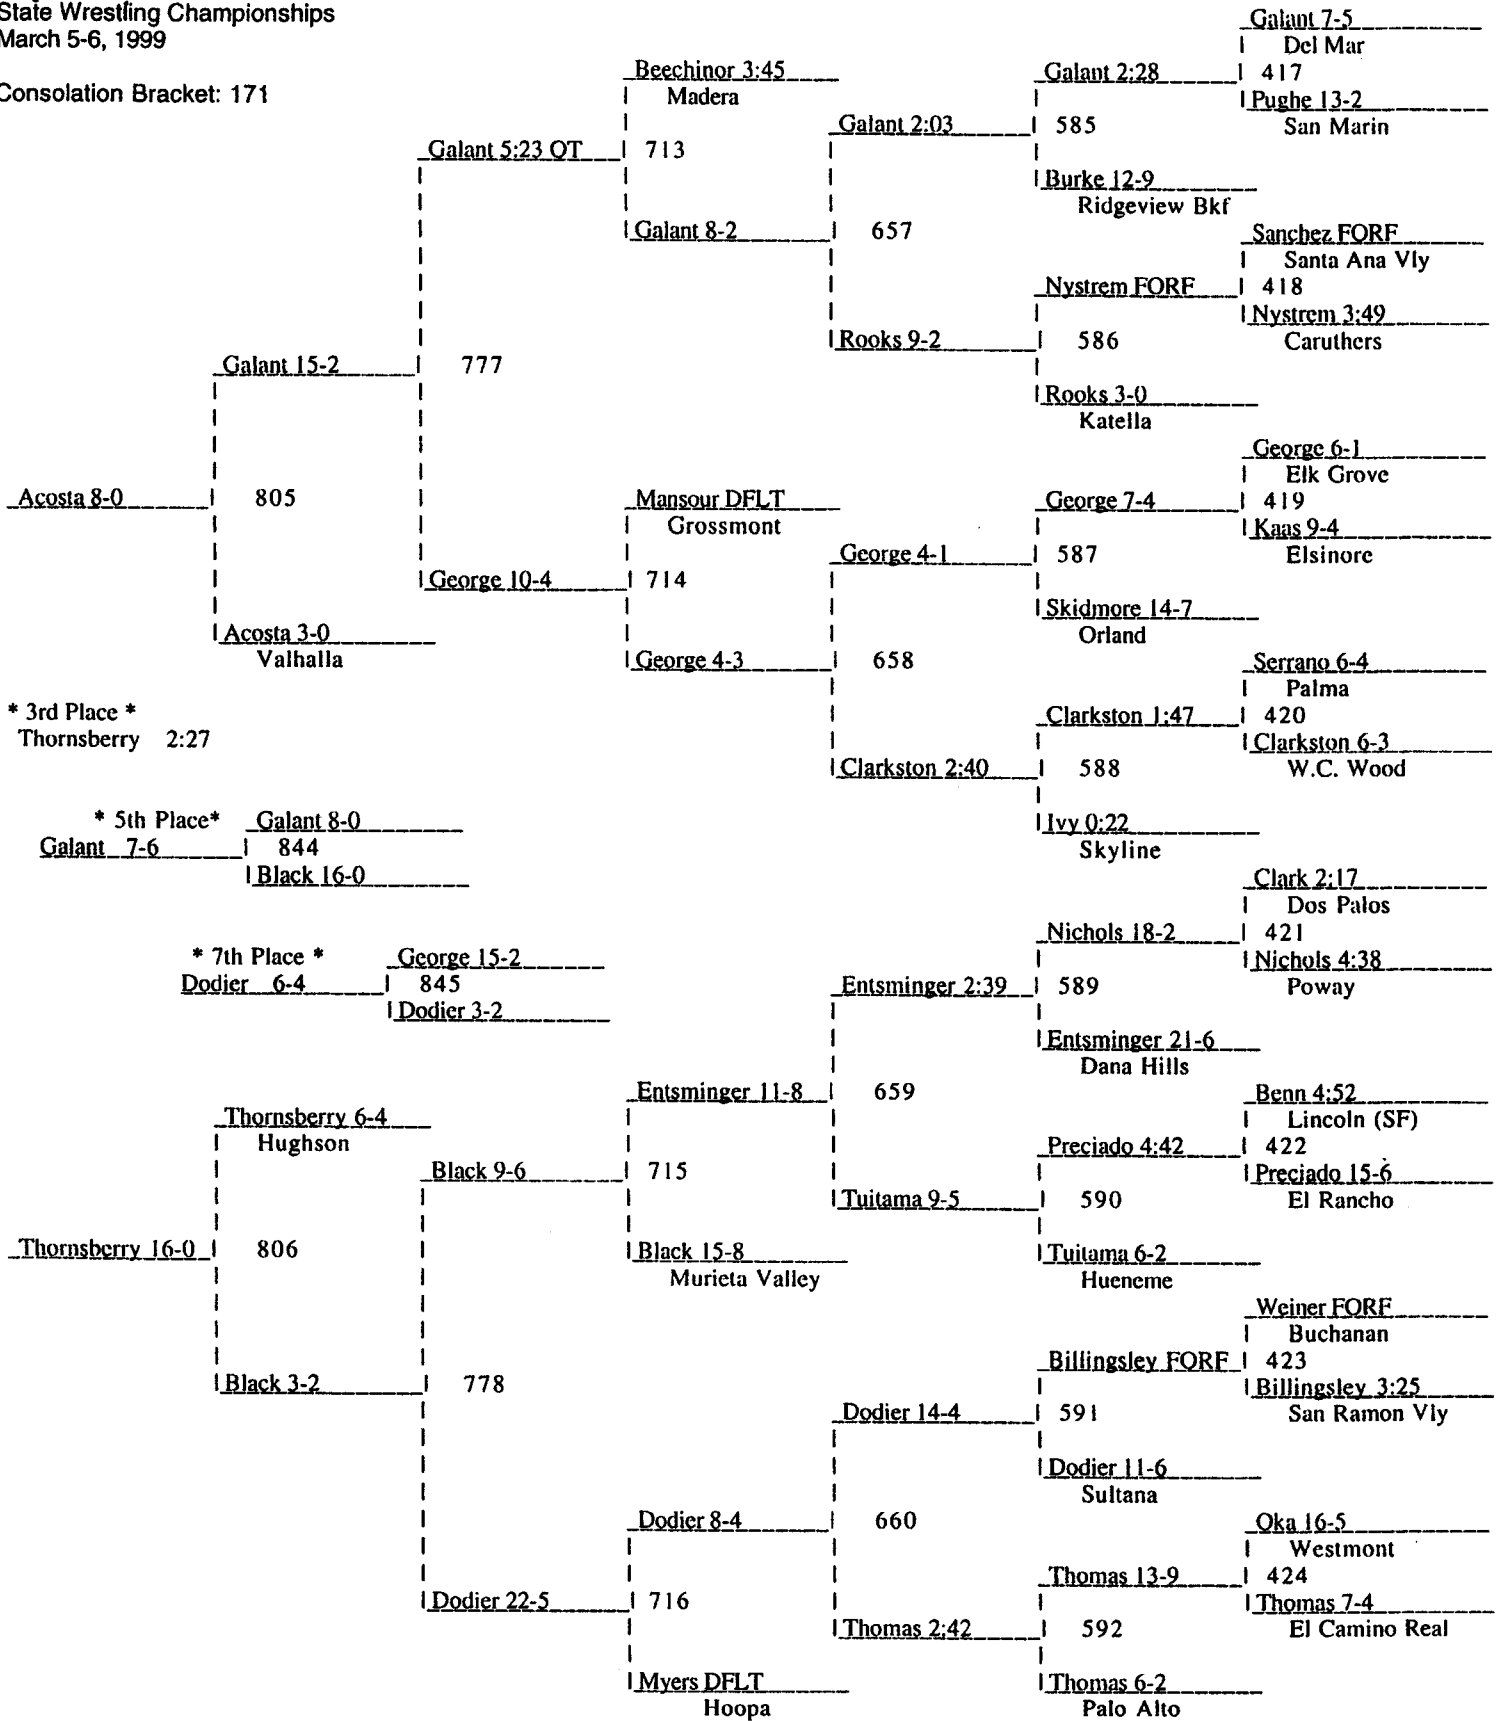 State Wrestling Championships
March 5-6, 1999
Consolation Bracket: 171
Galant 7-5
Del Mar
417
Pughe 13-2
San Marin
Galant 2:28
585
Burke 12-9
Ridgeview Bkf
Sanchez FORF
Santa Ana Vly
418
Nystrem 3:49
Caruthers
Nystrem FORF
586
Rooks 3-0
Katella
Beechinor 3:45
Madera
Galant 2:03
657
Rooks 9-2
Galant 5:23 OT
713
Galant 8-2
George 6-1
Elk Grove
419
Kaas 9-4
Elsinore
George 7-4
587
Skidmore 14-7
Orland
Serrano 6-4
Palma
420
Clarkston 6-3
W.C. Wood
Clarkston 1:47
588
Ivy 0:22
Skyline
Mansour DFLT
Grossmont
George 4-1
658
Clarkston 2:40
George 10-4
714
George 4-3
Galant 15-2
777
Acosta 8-0
805
Acosta 3-0
Valhalla
* 3rd Place *
Thornsberry 2:27
* 5th Place*
Galant 7-6
Galant 8-0
844
Black 16-0
* 7th Place *
Dodier 6-4
George 15-2
845
Dodier 3-2
Clark 2:17
Dos Palos
421
Nichols 4:38
Poway
Nichols 18-2
589
Entsminger 21-6
Dana Hills
Benn 4:52
Lincoln (SF)
422
Preciado 15-6
El Rancho
Preciado 4:42
590
Tuitama 6-2
Hueneme
Entsminger 2:39
659
Tuitama 9-5
Entsminger 11-8
715
Black 15-8
Murieta Valley
Thornsberry 6-4
Hughson
Black 9-6
Thornsberry 16-0
806
Black 3-2
778
Weiner FORF
Buchanan
423
Billingsley 3:25
San Ramon Vly
Billingsley FORF
591
Dodier 11-6
Sultana
Oka 16-5
Westmont
424
Thomas 7-4
El Camino Real
Thomas 13-9
592
Thomas 6-2
Palo Alto
Dodier 14-4
660
Thomas 2:42
Dodier 8-4
716
Dodier 22-5
Myers DFLT
Hoopa